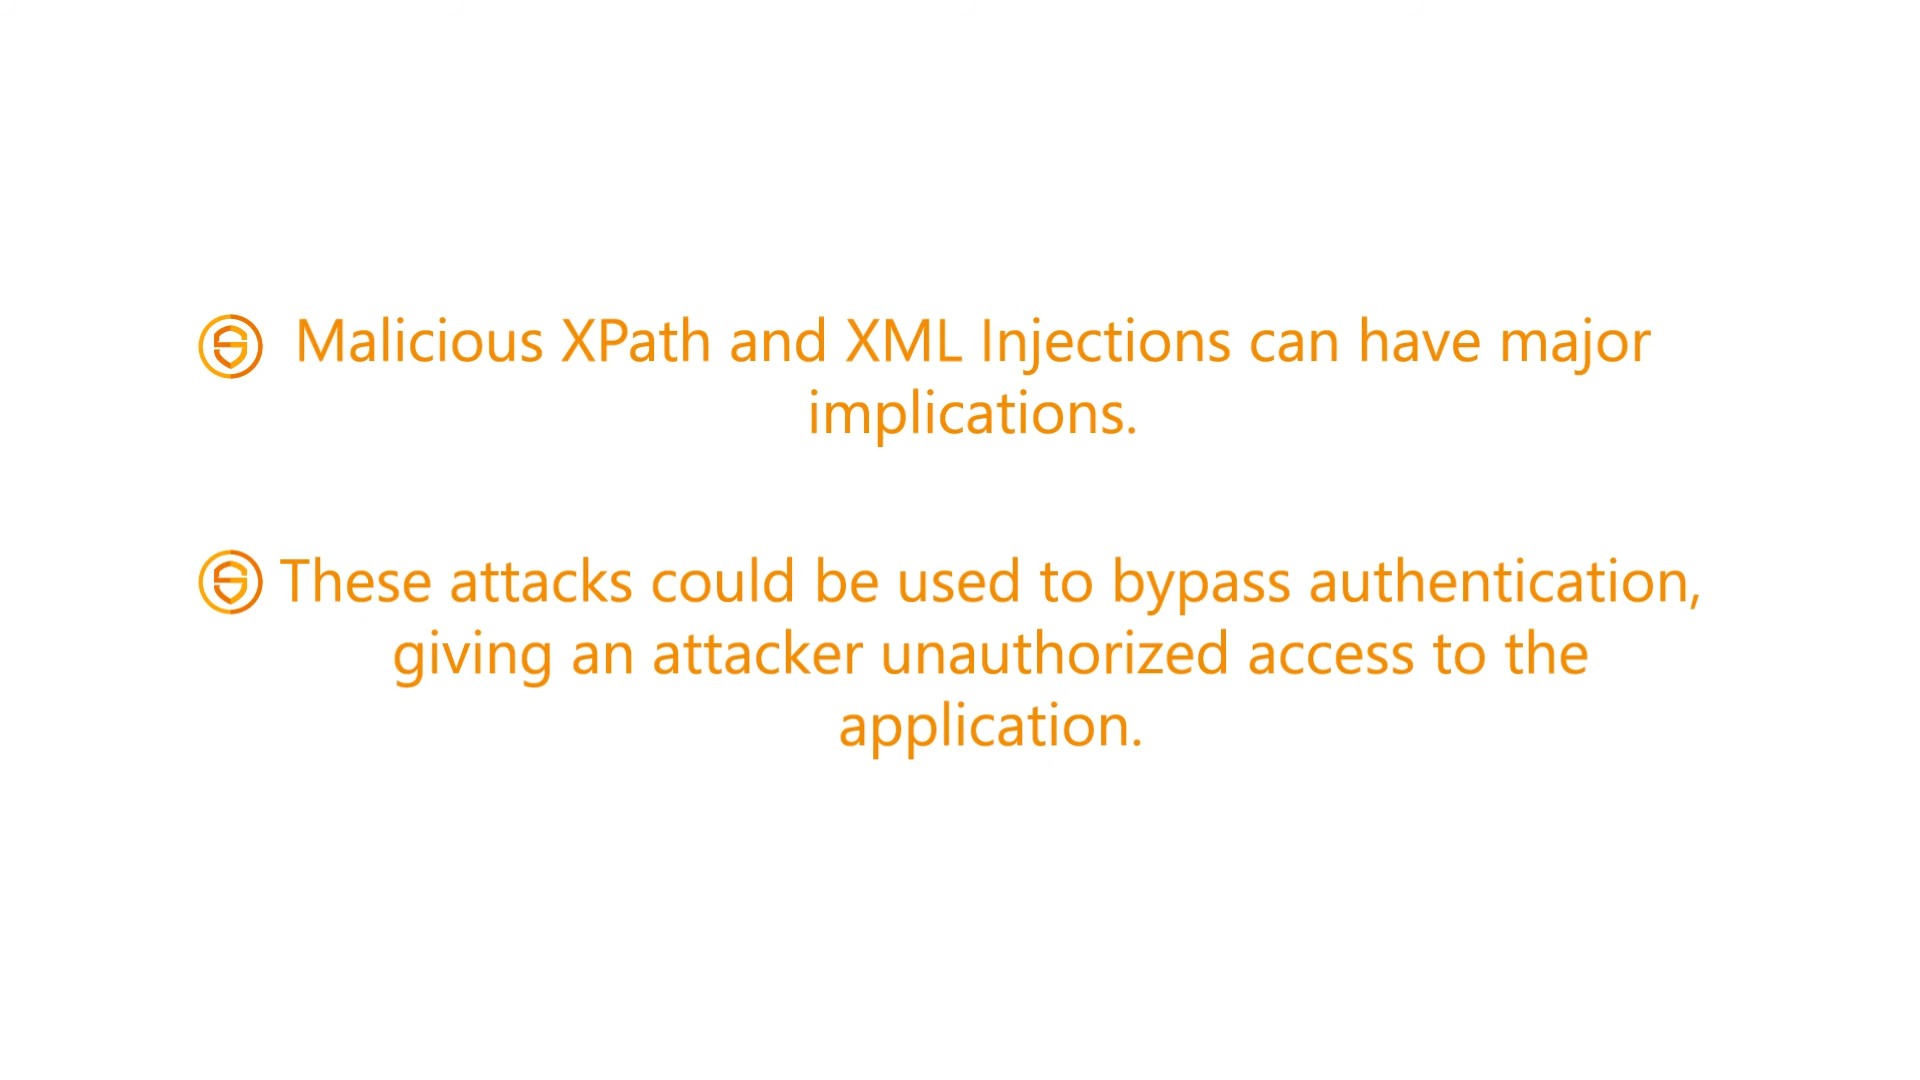 Malicious XPath and XML Injections can have major
implications.
These attacks could be used to bypass authentication,
giving an attacker unauthorized access to the
application.